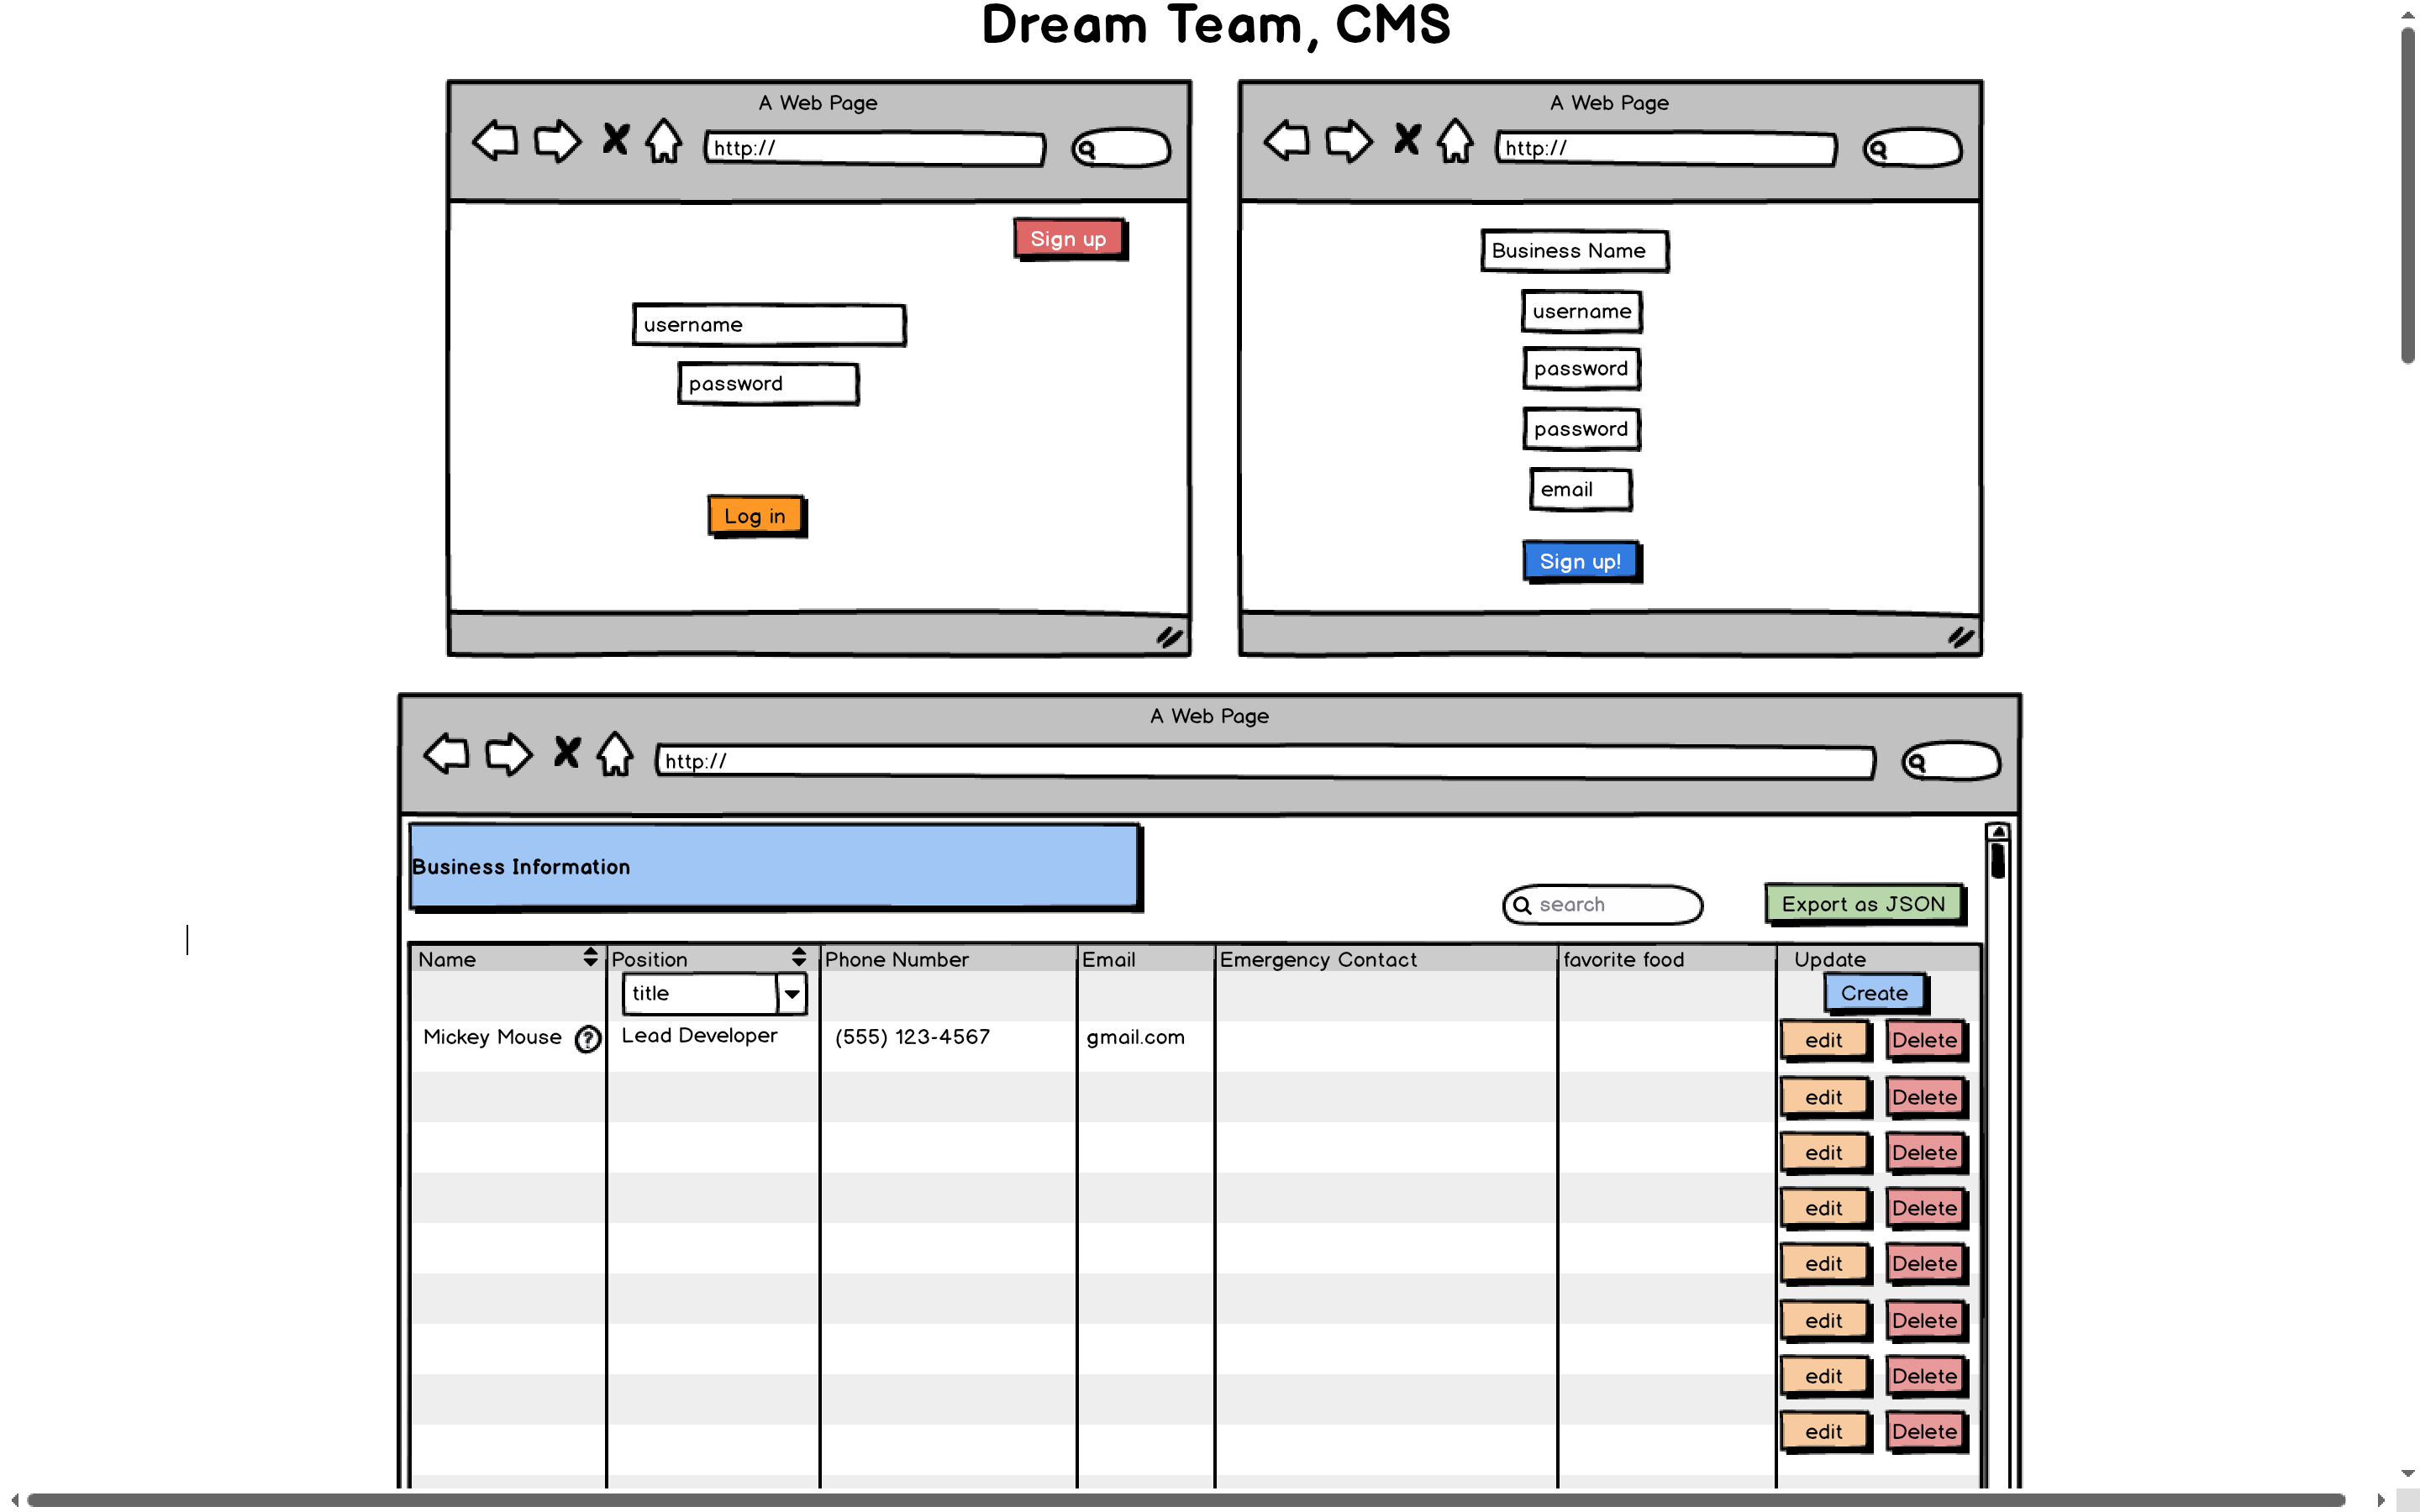 Dream Team, CMS
A Web Page
http://
Sign up
username
password
Log in
A Web Page
http://
Business Name
username
password
password
email
Sign up!
A Web Page
http://
Business Information
search
Export as JSON
Name Position Phone Number Email Emergency Contact favorite food Update
title Create
Mickey Mouse ? Lead Developer (555) 123-4567 gmail.com edit Delete
edit Delete
edit Delete
edit Delete
edit Delete
edit Delete
edit Delete
edit Delete